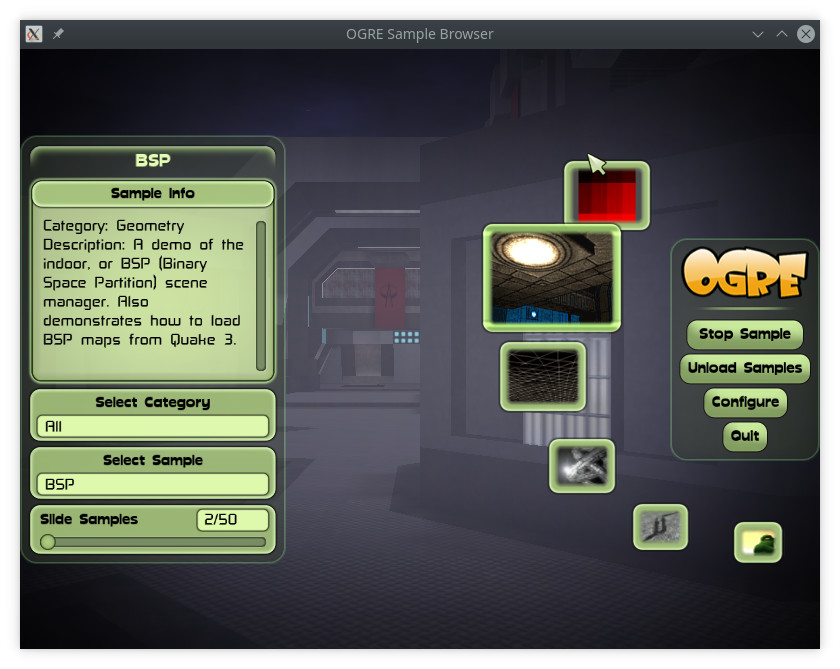 OGRE Sample Browser
BSP
Sample Info
Category: Geometry
Description: A demo of the
indoor, or BSP (Binary
Space Partition) scene
manager. Also
demonstrates how to load
BSP maps from Quake 3.
Select Category
All
Select Sample
BSP
Slide Samples 2/50
OGRE
Stop Sample
Unload Samples
Configure
Quit